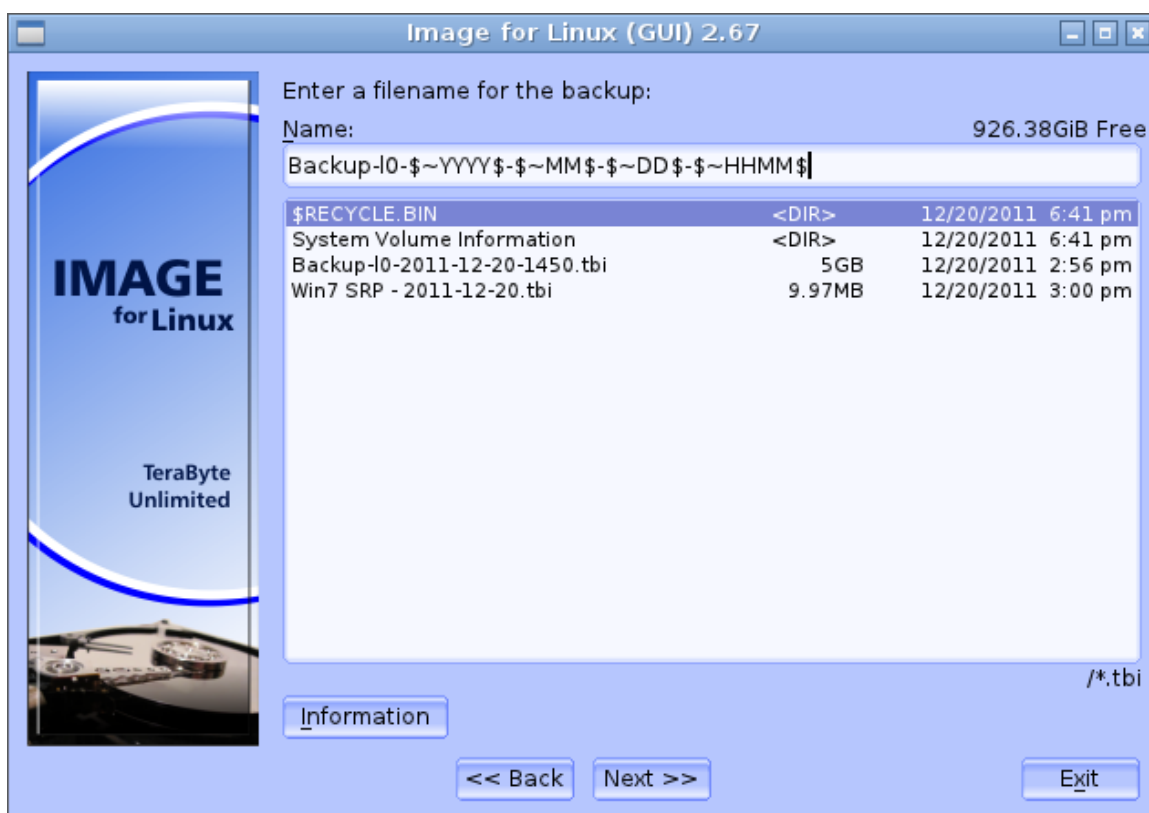 Image for Linux (GUI) 2.67
Enter a filename for the backup:
Name: 926.38GiB Free
Backup-l0-$~YYYY$-$~MM$-$~DD$-$~HHMM$
$RECYCLE.BIN <DIR> 12/20/2011 6:41 pm
System Volume Information <DIR> 12/20/2011 6:41 pm
Backup-l0-2011-12-20-1450.tbi 5GB 12/20/2011 2:56 pm
Win7 SRP - 2011-12-20.tbi 9.97MB 12/20/2011 3:00 pm
IMAGE
for Linux
TeraByte
Unlimited
/*.tbi
Information
<< Back Next >> Exit